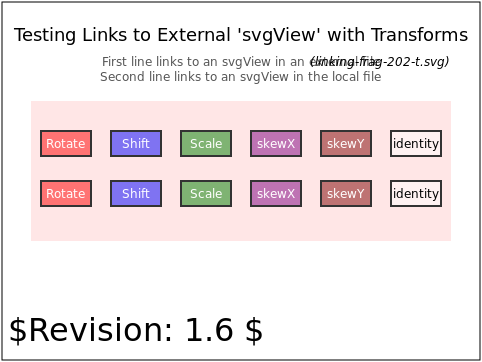 Testing Links to External 'svgView' with Transforms
First line links to an svgView in an external file (linking-frag-202-t.svg)
Second line links to an svgView in the local file
Rotate Shift Scale skewX skewY identity
Rotate Shift Scale skewX skewY identity
$Revision: 1.6 $